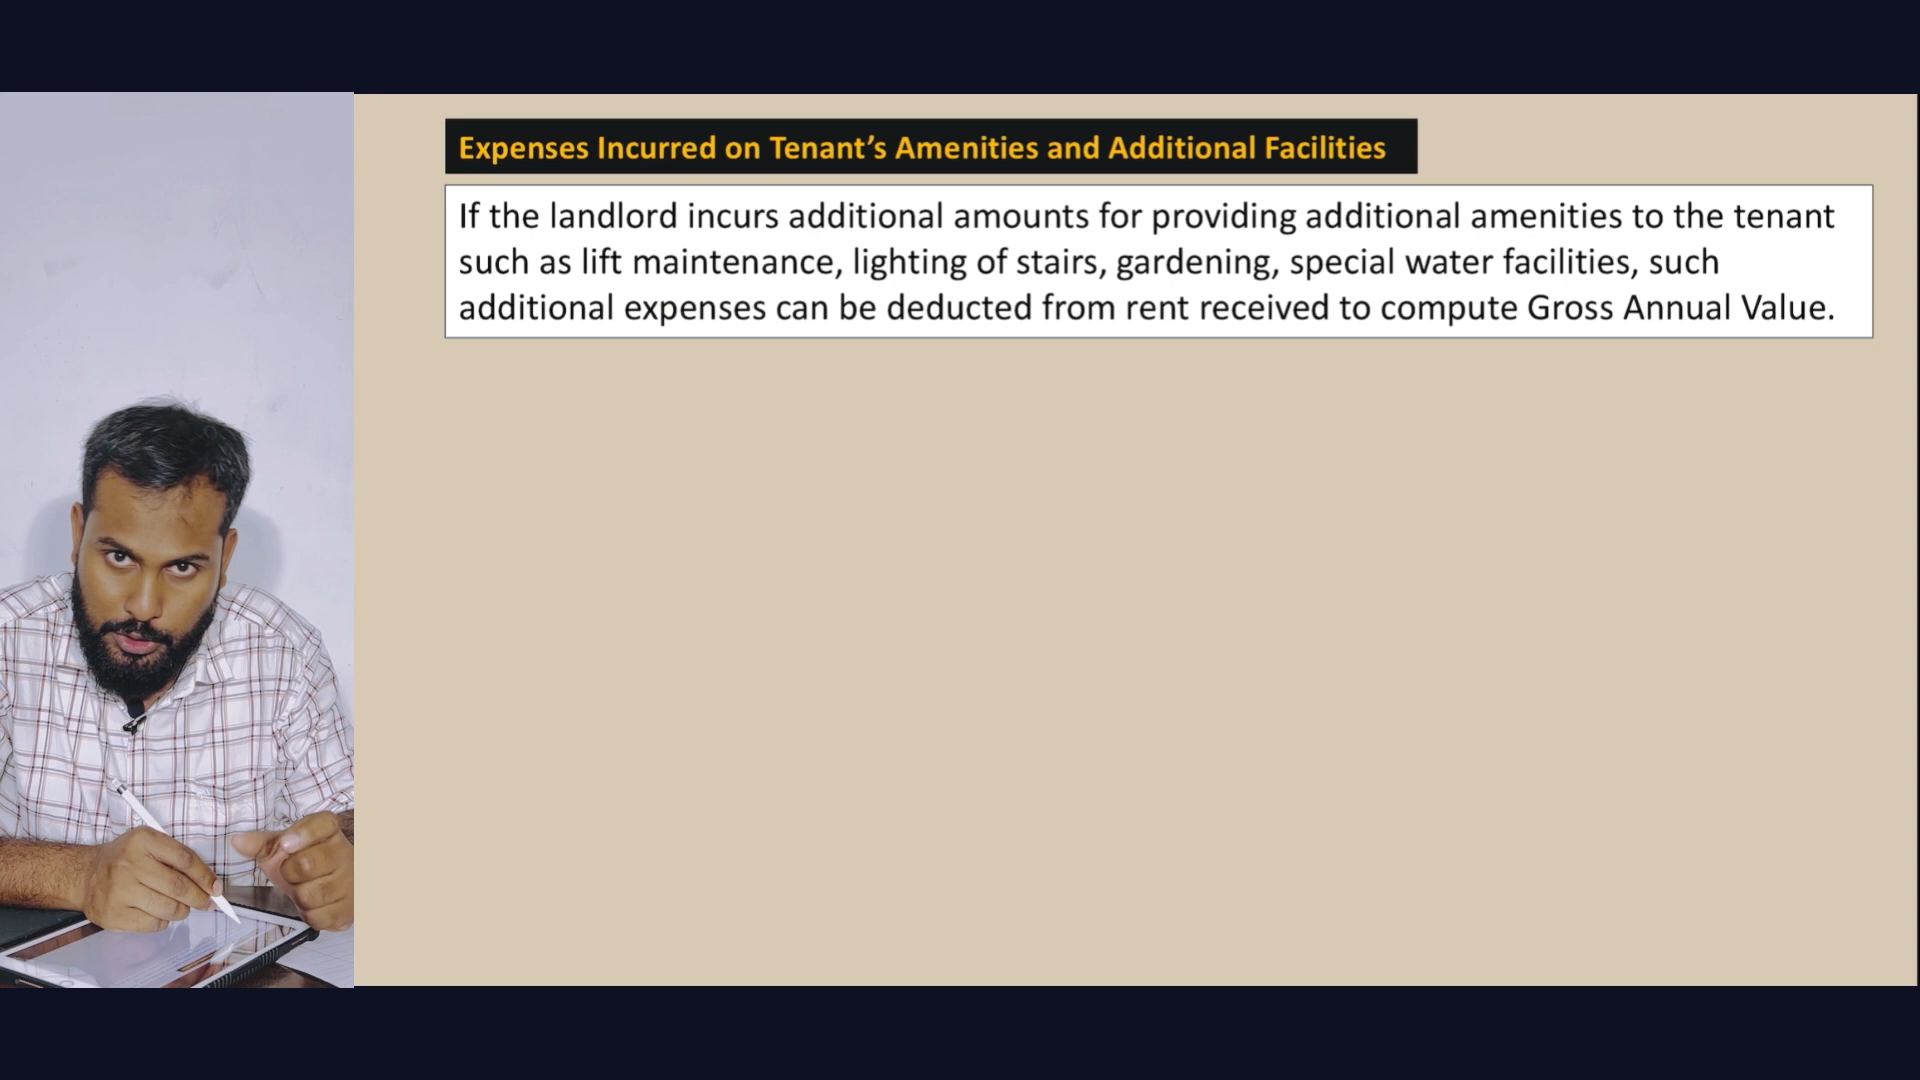 Expenses Incurred on Tenant’s Amenities and Additional Facilities
If the landlord incurs additional amounts for providing additional amenities to the tenant
such as lift maintenance, lighting of stairs, gardening, special water facilities, such
additional expenses can be deducted from rent received to compute Gross Annual Value.